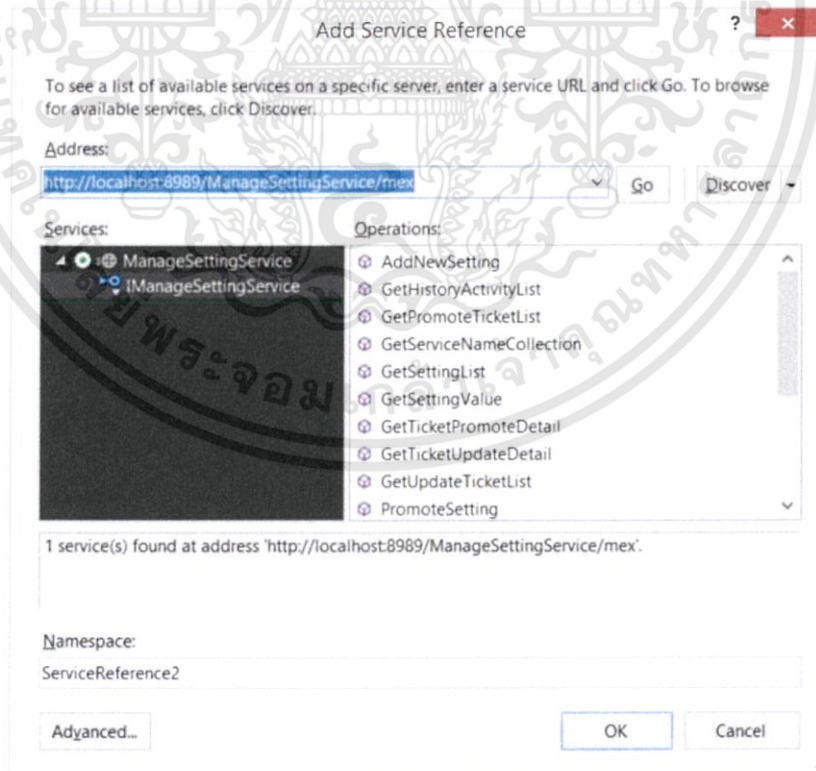 Add Service Reference
?
To see a list of available services on a specific server, enter a service URL and click Go. To browse
for available services, click Discover.
Address:
http://localhost:8989/ManageSettingService/mex
Go
Discover
Services:
Operations:
ManageSettingService
IManageSettingService
AddNewSetting
GetHistoryActivityList
GetPromoteTicketList
GetServiceNameCollection
GetSettingList
GetSettingValue
GetTicketPromoteDetail
GetTicketUpdateDetail
GetUpdateTicketList
PromoteSetting
1 service(s) found at address 'http://localhost:8989/ManageSettingService/mex'.
Namespace:
ServiceReference2
Advanced...
OK
Cancel